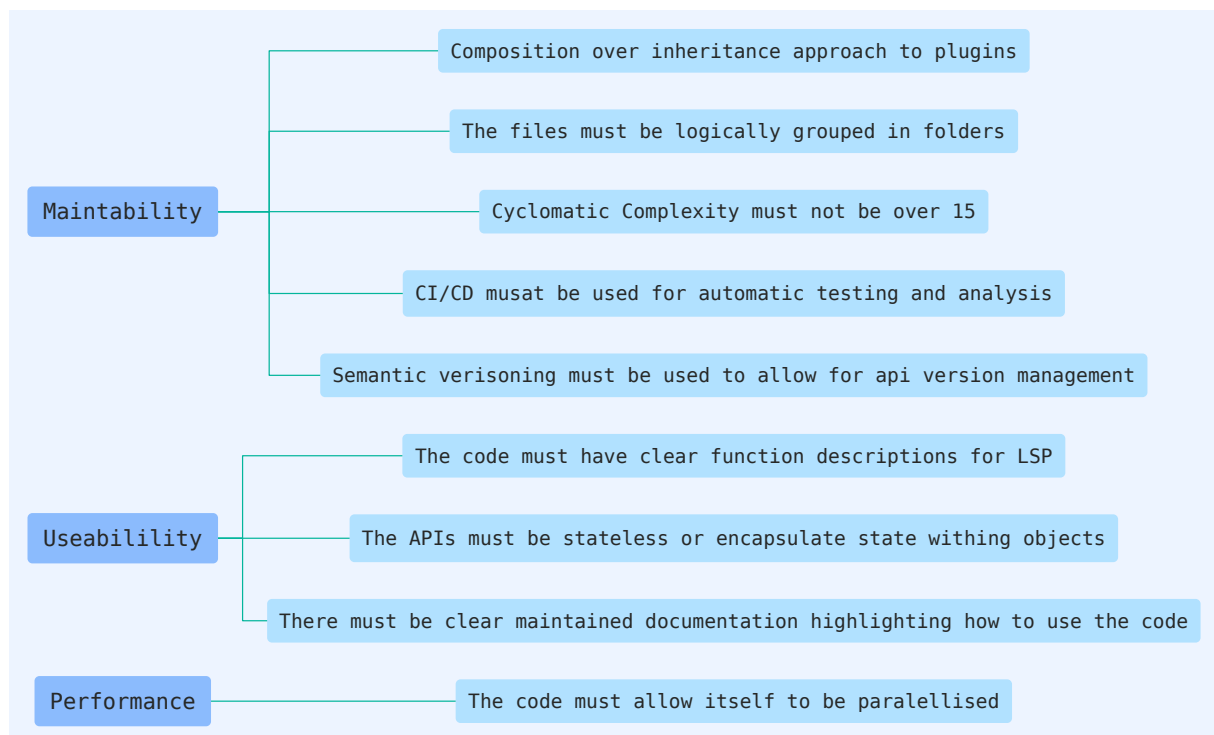 Composition over inheritance approach to plugins
The files must be logically grouped in folders
Maintability
Cyclomatic Complexity must not be over 15
CI/CD musat be used for automatic testing and analysis
Semantic verisoning must be used to allow for api version management
The code must have clear function descriptions for LSP
Useabilility
The APIs must be stateless or encapsulate state withing objects
There must be clear maintained documentation highlighting how to use the code
Performance
The code must allow itself to be paralellised